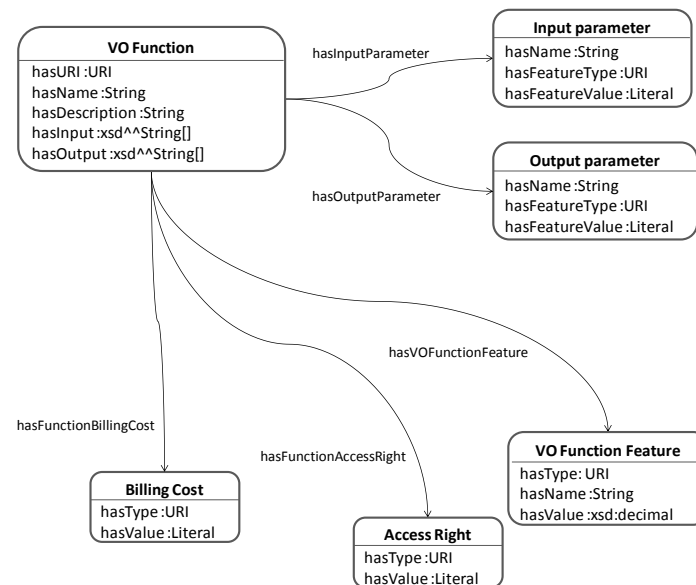 VO Function
hasURI :URI
hasName :String
hasDescription :String
hasInput :xsd^^String[]
hasOutput :xsd^^String[]
hasInputParameter
Input parameter
hasName :String
hasFeatureType :URI
hasFeatureValue :Literal
hasOutputParameter
Output parameter
hasName :String
hasFeatureType :URI
hasFeatureValue :Literal
hasVOFunctionFeature
hasFunctionBillingCost
hasFunctionAccessRight
VO Function Feature
hasType: URI
hasName :String
hasValue :xsd:decimal
Billing Cost
hasType :URI
hasValue :Literal
Access Right
hasType :URI
hasValue :Literal